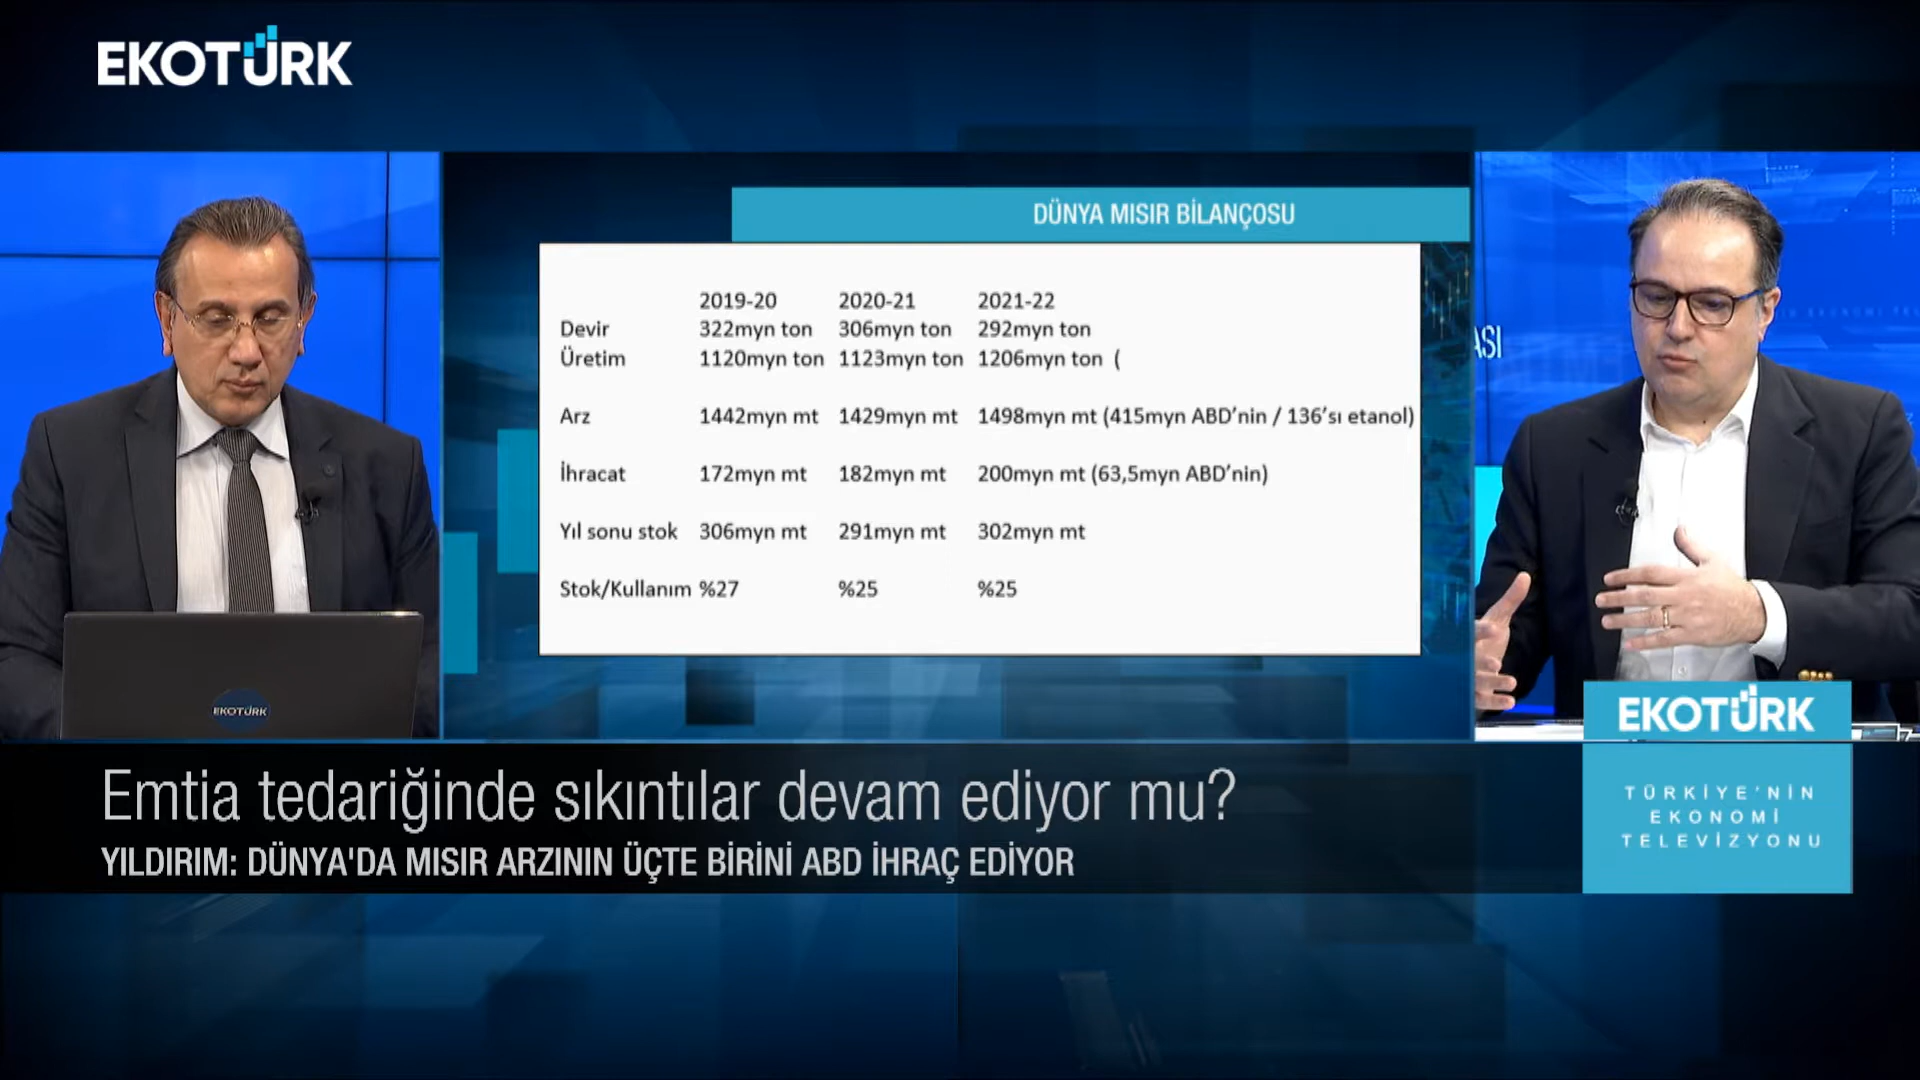 EKOTÜRK
DÜNYA MISIR BİLANÇOSU
2019-20 2020-21 2021-22
Devir 322myn ton 306myn ton 292myn ton
Üretim 1120myn ton 1123myn ton 1206myn ton (
Arz 1442myn mt 1429myn mt 1498myn mt (415myn ABD’nin / 136’sı etanol)
İhracat 172myn mt 182myn mt 200myn mt (63,5myn ABD’nin)
Yıl sonu stok 306myn mt 291myn mt 302myn mt
Stok/Kullanım %27 %25 %25
ASI
EKOTÜRK
EKOTÜRK
Emtia tedariğinde sıkıntılar devam ediyor mu?
YILDIRIM: DÜNYA'DA MISIR ARZININ ÜÇTE BİRİNİ ABD İHRAÇ EDİYOR
TÜRKİYE'NİN
EKONOMİ
TELEVİZYONU